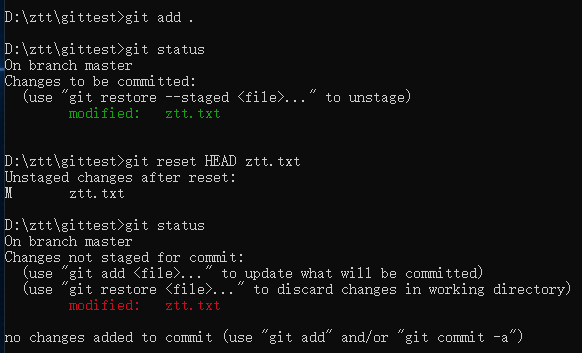 D:\ztt\gittest>git add .
D:\ztt\gittest>git status
On branch master
Changes to be committed:
  (use "git restore --staged <file>..." to unstage)
        modified:   ztt.txt
D:\ztt\gittest>git reset HEAD ztt.txt
Unstaged changes after reset:
M       ztt.txt
D:\ztt\gittest>git status
On branch master
Changes not staged for commit:
  (use "git add <file>..." to update what will be committed)
  (use "git restore <file>..." to discard changes in working directory)
        modified:   ztt.txt
no changes added to commit (use "git add" and/or "git commit -a")